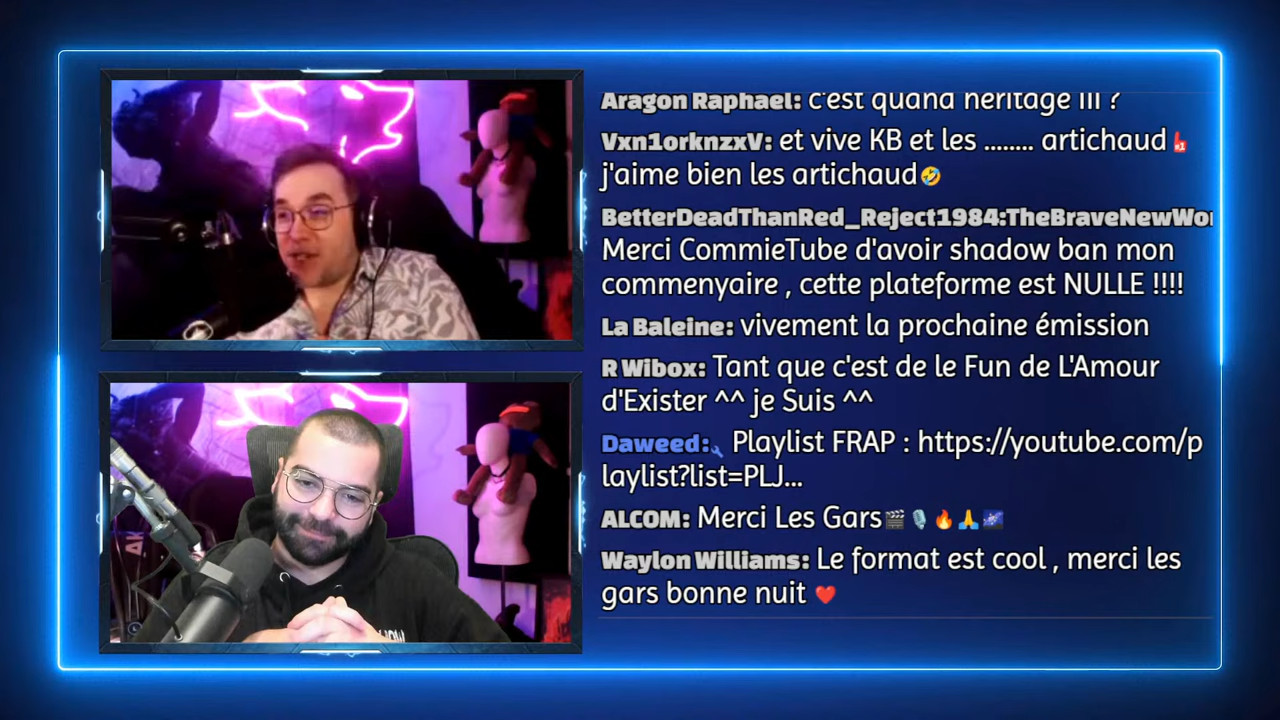 Aragon Raphael: c'est quand héritage III ?
Vxn1orknzxV: et vive KB et les ........ artichaud
j'aime bien les artichaud🤣
BetterDeadThanRed_Reject1984:TheBraveNewWor
Merci CommieTube d'avoir shadow ban mon
commenyaire , cette plateforme est NULLE !!!!
La Baleine: vivement la prochaine émission
R Wibox: Tant que c'est de le Fun de L'Amour
d'Exister ^^ je Suis ^^
Daweed:🔧 Playlist FRAP : https://youtube.com/p
laylist?list=PLJ...
ALCOM: Merci Les Gars🎬🎙️🔥🙏🌌
Waylon Williams: Le format est cool , merci les
gars bonne nuit ❤️